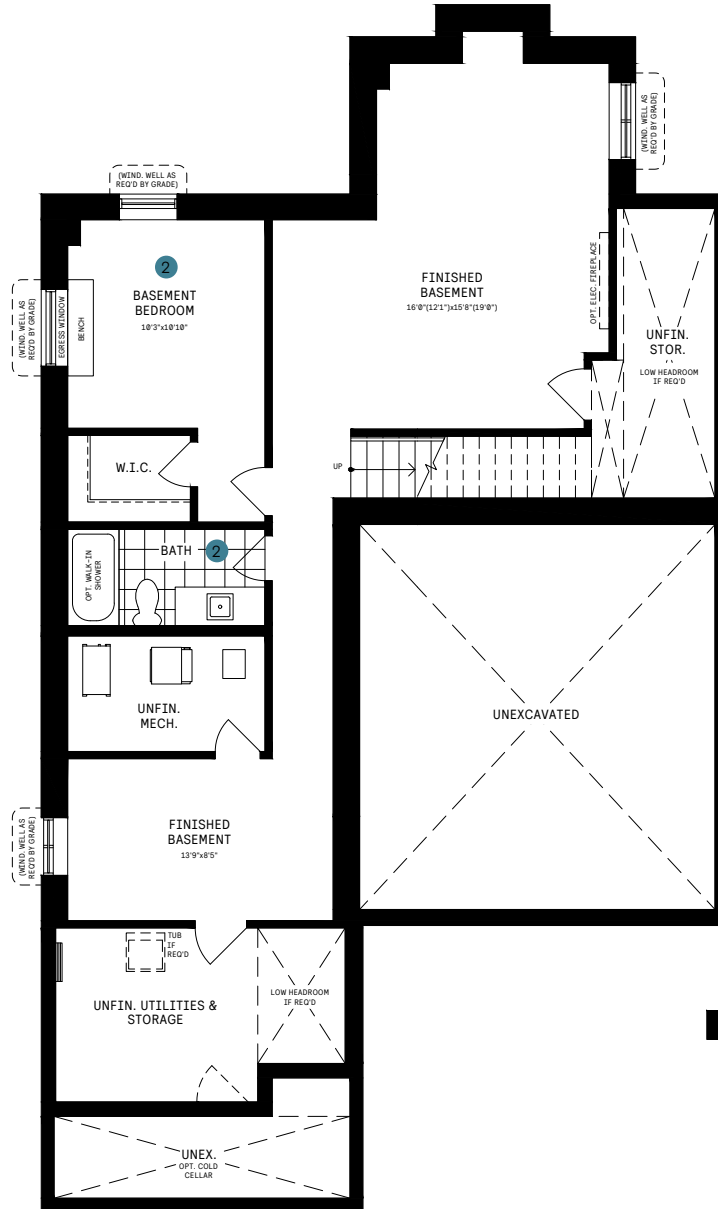 (WIND. WELL AS
REQ'D BY GRADE)
(WIND. WELL AS
REQ'D BY GRADE)
2
BASEMENT
BEDROOM
10'3"x10'10"
FINISHED
BASEMENT
16'0"(12'1")x15'8"(19'0")
OPT. ELEC. FIREPLACE
(WIND. WELL AS
REQ'D BY GRADE)
EGRESS WINDOW
BENCH
UNFIN.
STOR.
LOW HEADROOM
IF REQ'D
W.I.C.
UP
BATH 2
OPT. WALK-IN
SHOWER
UNFIN.
MECH.
UNEXCAVATED
(WIND. WELL AS
REQ'D BY GRADE)
FINISHED
BASEMENT
13'9"x8'5"
TUB
IF
REQ'D
UNFIN. UTILITIES &
STORAGE
LOW HEADROOM
IF REQ'D
UNEX.
OPT. COLD
CELLAR